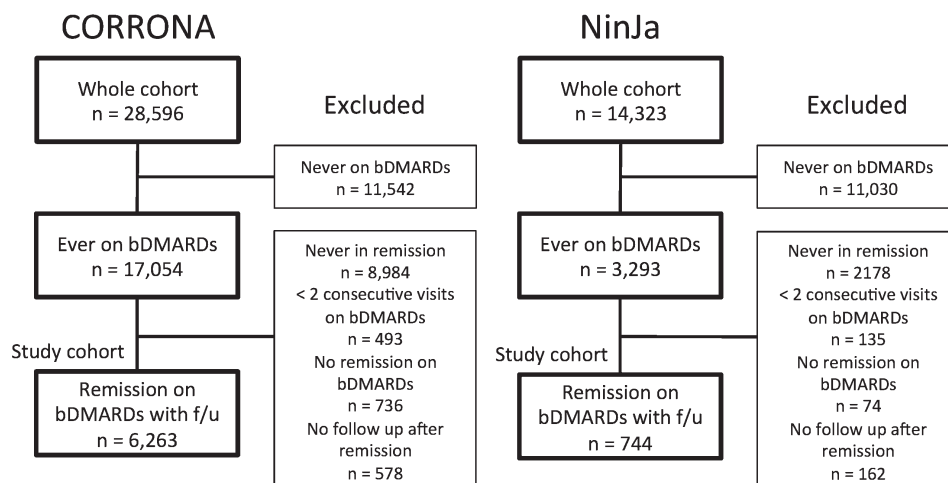 CORRONA
Whole cohort
n = 28,596
Excluded
Never on bDMARDs
n = 11,542
Ever on bDMARDs
n = 17,054
Never in remission
n = 8,984
< 2 consecutive visits
on bDMARDs
n = 493
No remission on
bDMARDs
n = 736
No follow up after
remission
n = 578
Study cohort
Remission on
bDMARDs with f/u
n = 6,263
NinJa
Whole cohort
n = 14,323
Excluded
Never on bDMARDs
n = 11,030
Ever on bDMARDs
n = 3,293
Never in remission
n = 2178
< 2 consecutive visits
on bDMARDs
n = 135
No remission on
bDMARDs
n = 74
No follow up after
remission
n = 162
Study cohort
Remission on
bDMARDs with f/u
n = 744